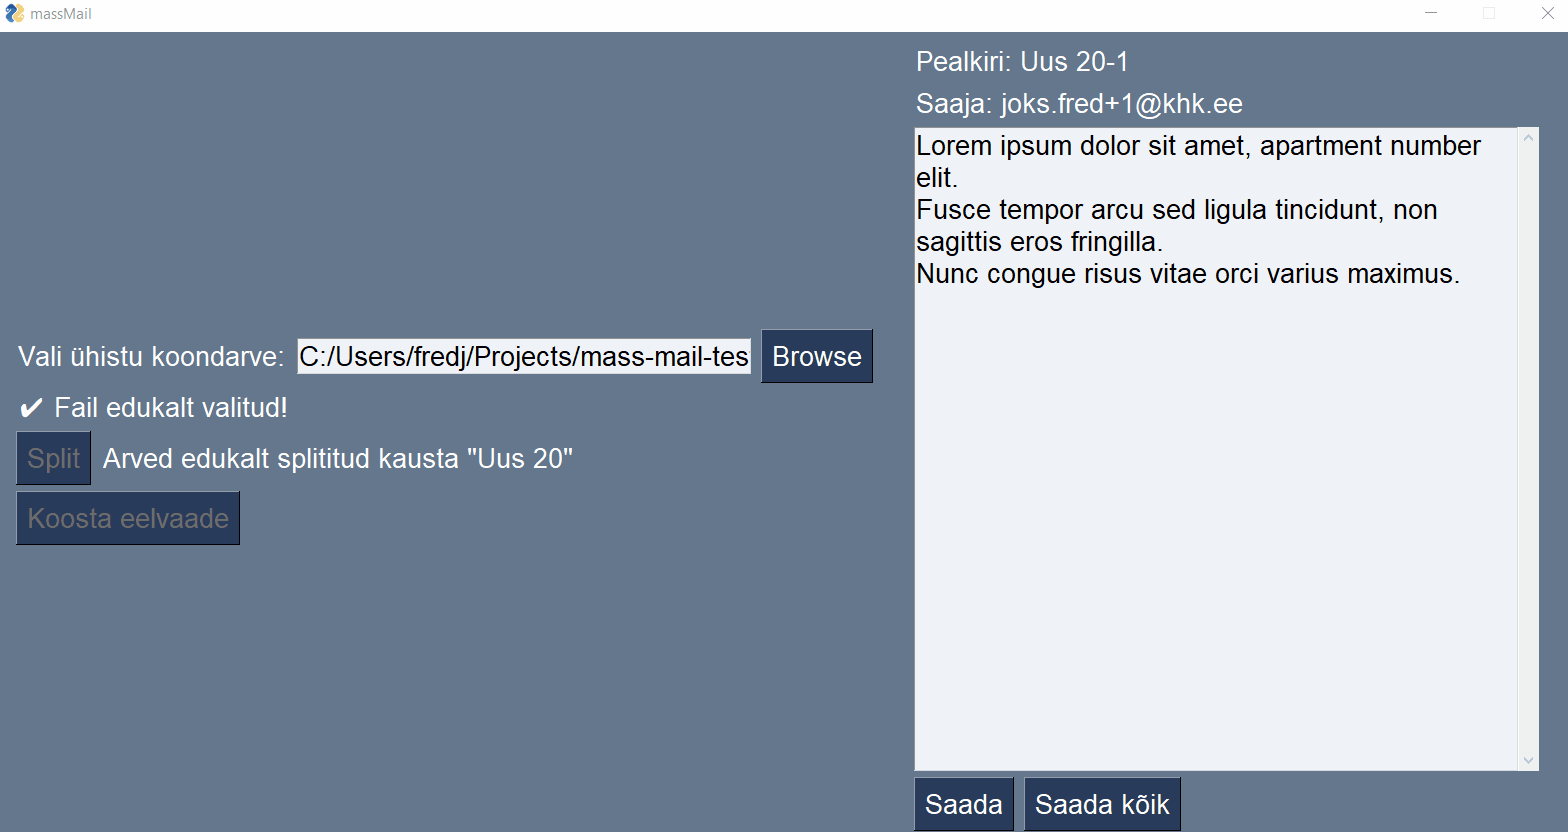 massMail
Vali ühistu koondarve: C:/Users/fredj/Projects/mass-mail-tes Browse
✔ Fail edukalt valitud!
Split Arved edukalt splititud kausta "Uus 20"
Koosta eelvaade
Pealkiri: Uus 20-1
Saaja: joks.fred+1@khk.ee
Lorem ipsum dolor sit amet, apartment number
elit.
Fusce tempor arcu sed ligula tincidunt, non
sagittis eros fringilla.
Nunc congue risus vitae orci varius maximus.
Saada Saada kõik